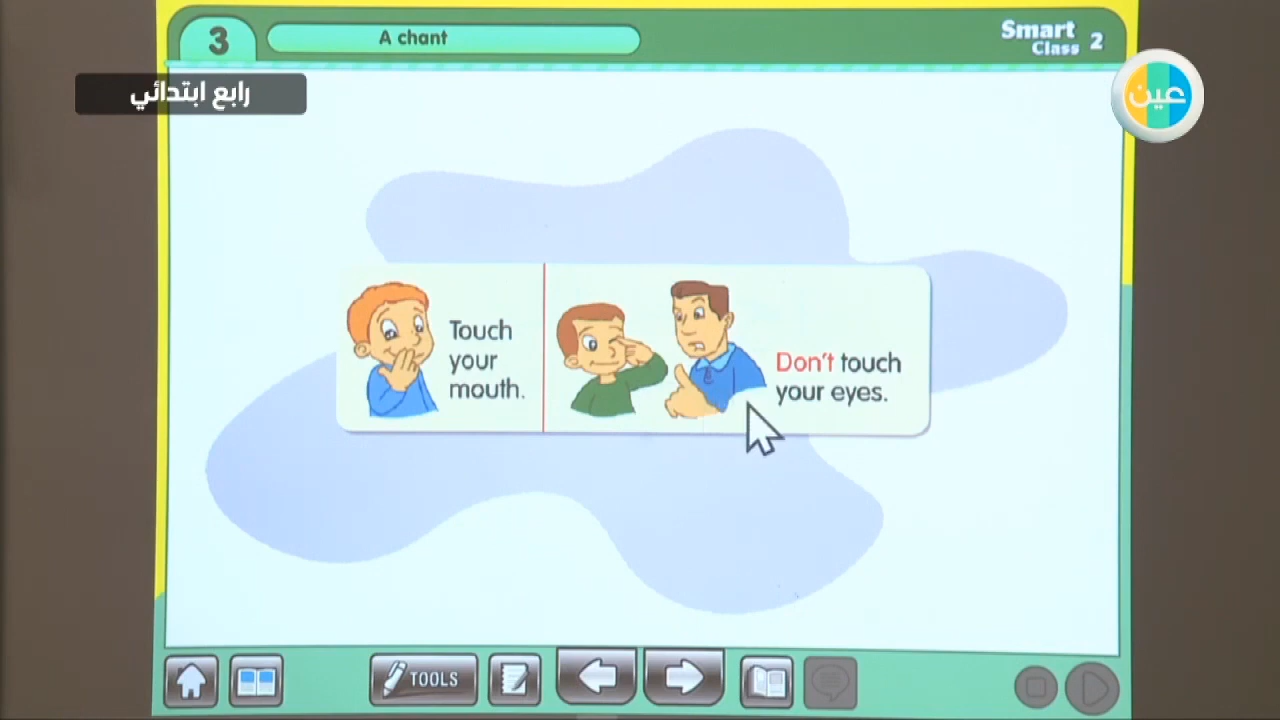 3
A chant
Smart
Class 2
رابع ابتدائي
عين
Touch
your
mouth.
Don't touch
your eyes.
TOOLS